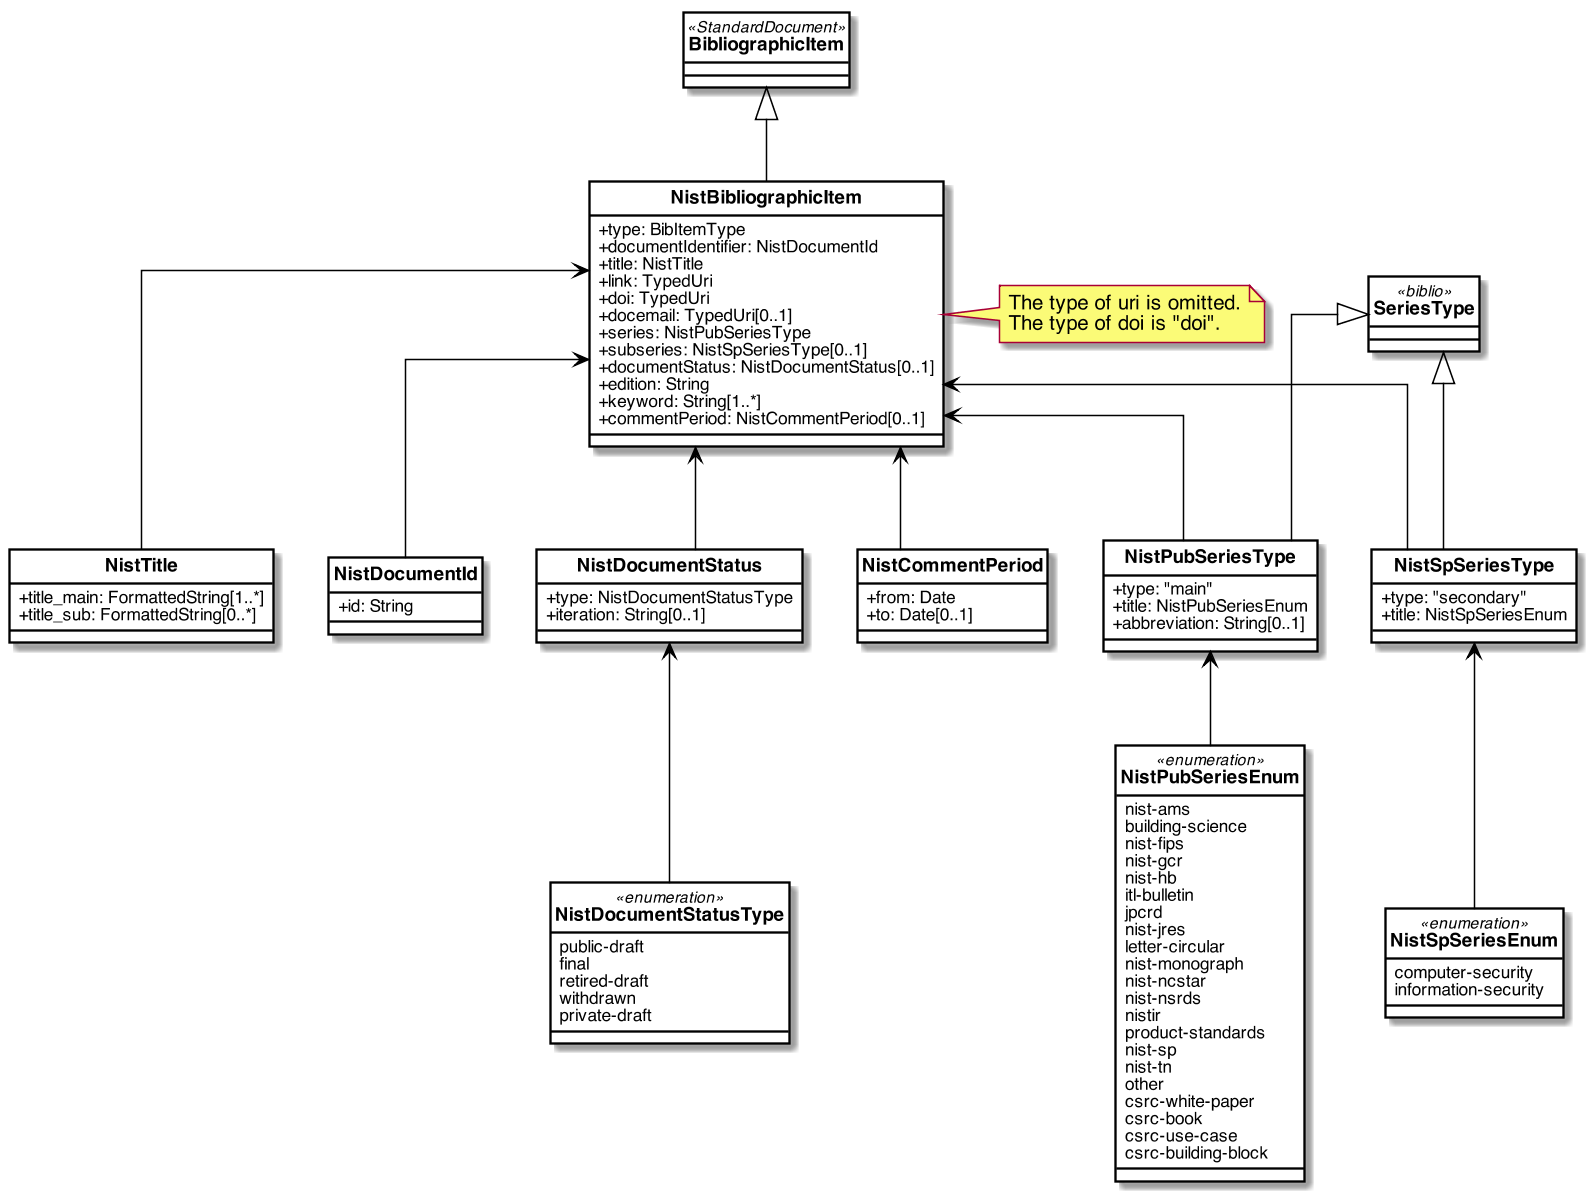 «StandardDocument»
BibliographicItem
NistBibliographicItem
+type: BibItemType
+documentIdentifier: NistDocumentId
+title: NistTitle
+link: TypedUri
+doi: TypedUri
+docemail: TypedUri[0..1]
+series: NistPubSeriesType
+subseries: NistSpSeriesType[0..1]
+documentStatus: NistDocumentStatus[0..1]
+edition: String
+keyword: String[1..*]
+commentPeriod: NistCommentPeriod[0..1]
The type of uri is omitted.
The type of doi is "doi".
«biblio»
SeriesType
NistTitle
+title_main: FormattedString[1..*]
+title_sub: FormattedString[0..*]
NistDocumentId
+id: String
NistDocumentStatus
+type: NistDocumentStatusType
+iteration: String[0..1]
NistCommentPeriod
+from: Date
+to: Date[0..1]
NistPubSeriesType
+type: "main"
+title: NistPubSeriesEnum
+abbreviation: String[0..1]
NistSpSeriesType
+type: "secondary"
+title: NistSpSeriesEnum
«enumeration»
NistDocumentStatusType
public-draft
final
retired-draft
withdrawn
private-draft
«enumeration»
NistPubSeriesEnum
nist-ams
building-science
nist-fips
nist-gcr
nist-hb
itl-bulletin
jpcrd
nist-jres
letter-circular
nist-monograph
nist-ncstar
nist-nsrds
nistir
product-standards
nist-sp
nist-tn
other
csrc-white-paper
csrc-book
csrc-use-case
csrc-building-block
«enumeration»
NistSpSeriesEnum
computer-security
information-security